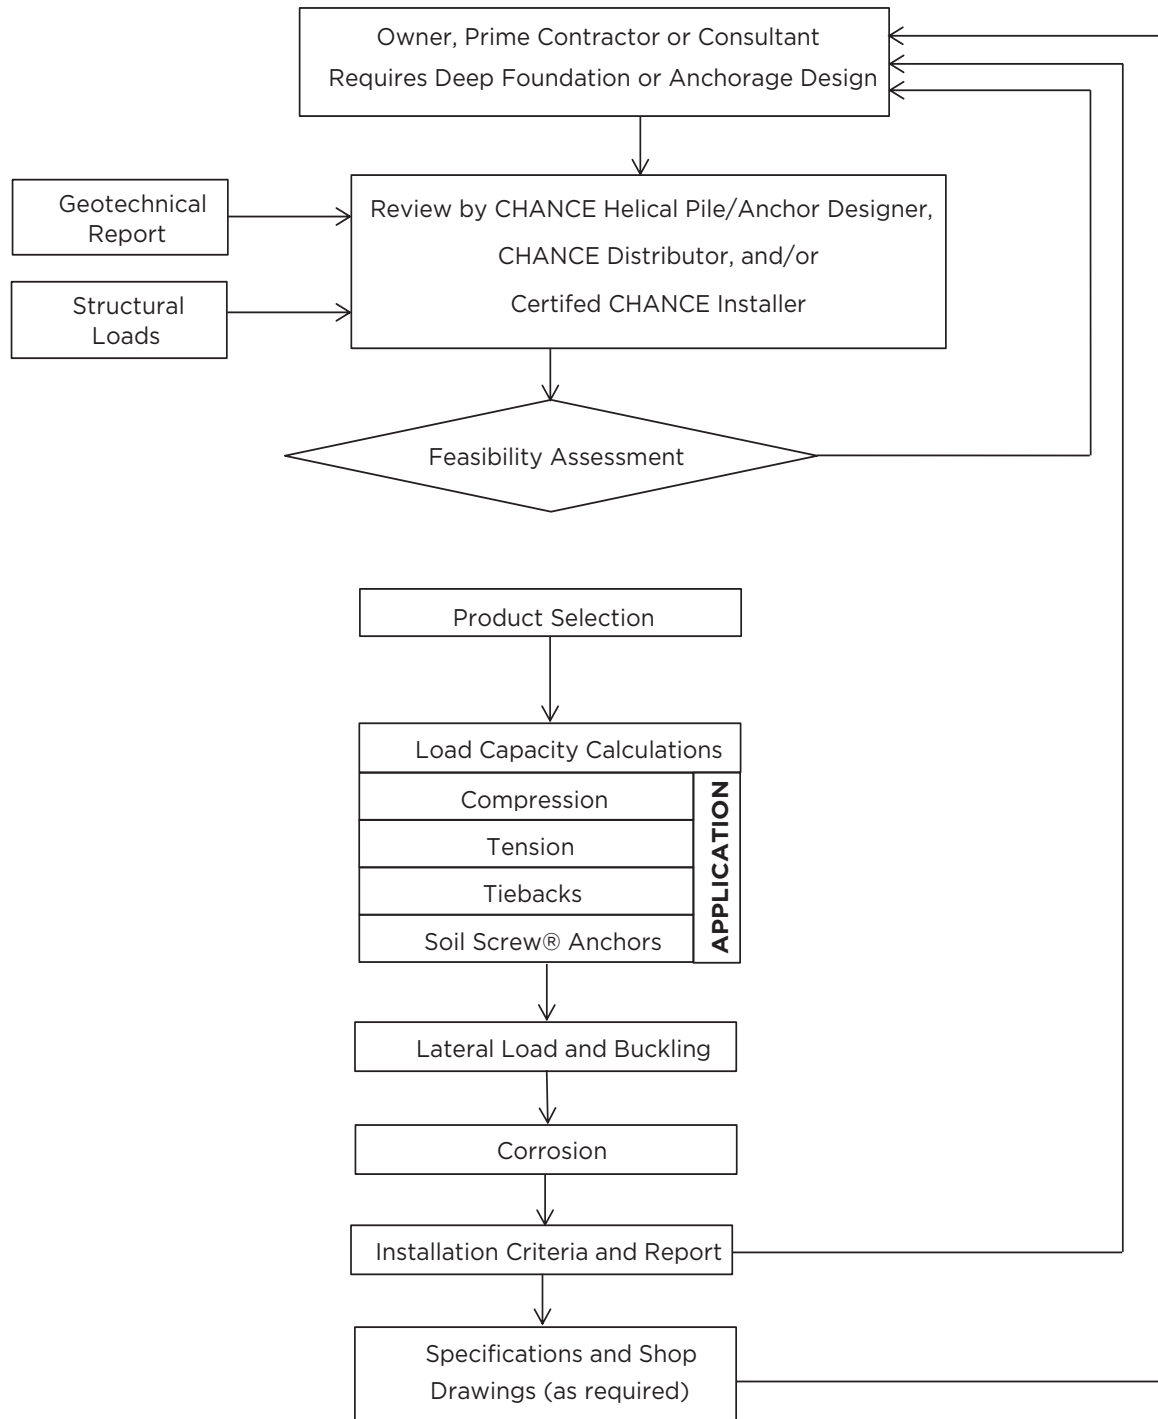 Owner, Prime Contractor or Consultant
Requires Deep Foundation or Anchorage Design
Geotechnical
Report
Review by CHANCE Helical Pile/Anchor Designer,
CHANCE Distributor, and/or
Certifed CHANCE Installer
Structural
Loads
Feasibility Assessment
Product Selection
Load Capacity Calculations
Compression
Tension
Tiebacks
Soil Screw® Anchors
APPLICATION
Lateral Load and Buckling
Corrosion
Installation Criteria and Report
Specifications and Shop
Drawings (as required)